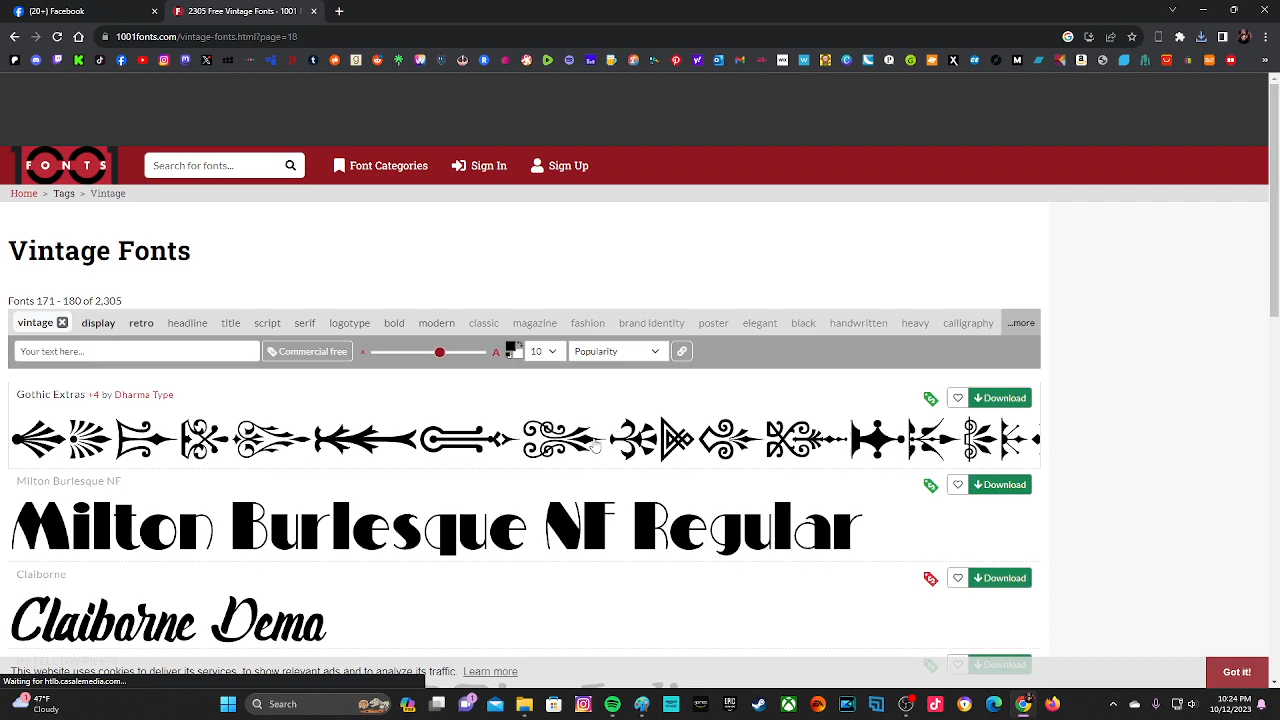 (20+) Facebook
2305 Free Vintage Fonts - 1001 F
1001fonts.com/vintage-fonts.html?page=18
1001 FONTS
Search for fonts...
Font Categories
Sign In
Sign Up
Home > Tags > Vintage
Vintage Fonts
Fonts 171 - 180 of 2,305
vintage display retro headline title script serif logotype bold modern classic magazine fashion brand identity poster elegant black handwritten heavy calligraphy ...more
Your text here... Commercial free A A 10 Popularity
Gothic Extras +4 by Dharma Type
Download
Milton Burlesque NF
Download
Milton Burlesque NF Regular
Claiborne
Download
Claiborne Demo
Download
This website uses cookies to deliver its services, to show relevant ads and to analyze its traffic. Learn more
Got it!
Waiting for htlb.casalemedia.com...
47°F
Cloudy
Search
10:24 PM
10/12/2023